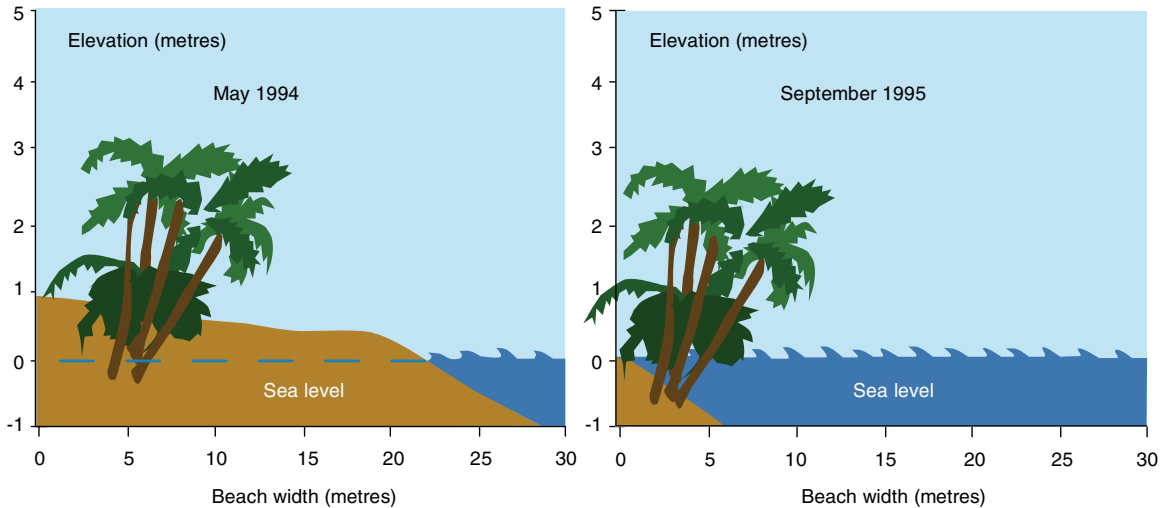 5
Elevation (metres)
4
May 1994
3
2
1
0
Sea level
-1
0 5 10 15 20 25 30
Beach width (metres)
5
Elevation (metres)
4
September 1995
3
2
1
0
Sea level
-1
0 5 10 15 20 25 30
Beach width (metres)